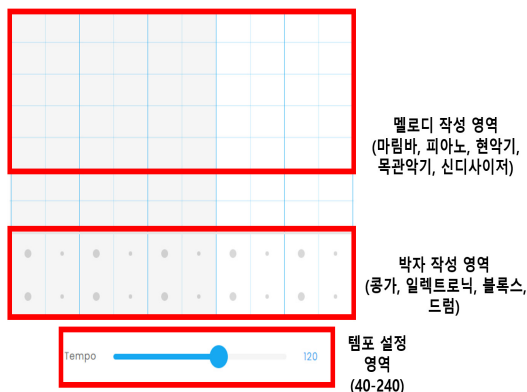 멜로디 작성 영역
(마림바, 피아노, 현악기,
목관악기, 신디사이저)
박자 작성 영역
(콩가, 일렉트로닉, 블록스,
드럼)
Tempo 120
템포 설정
영역
(40-240)